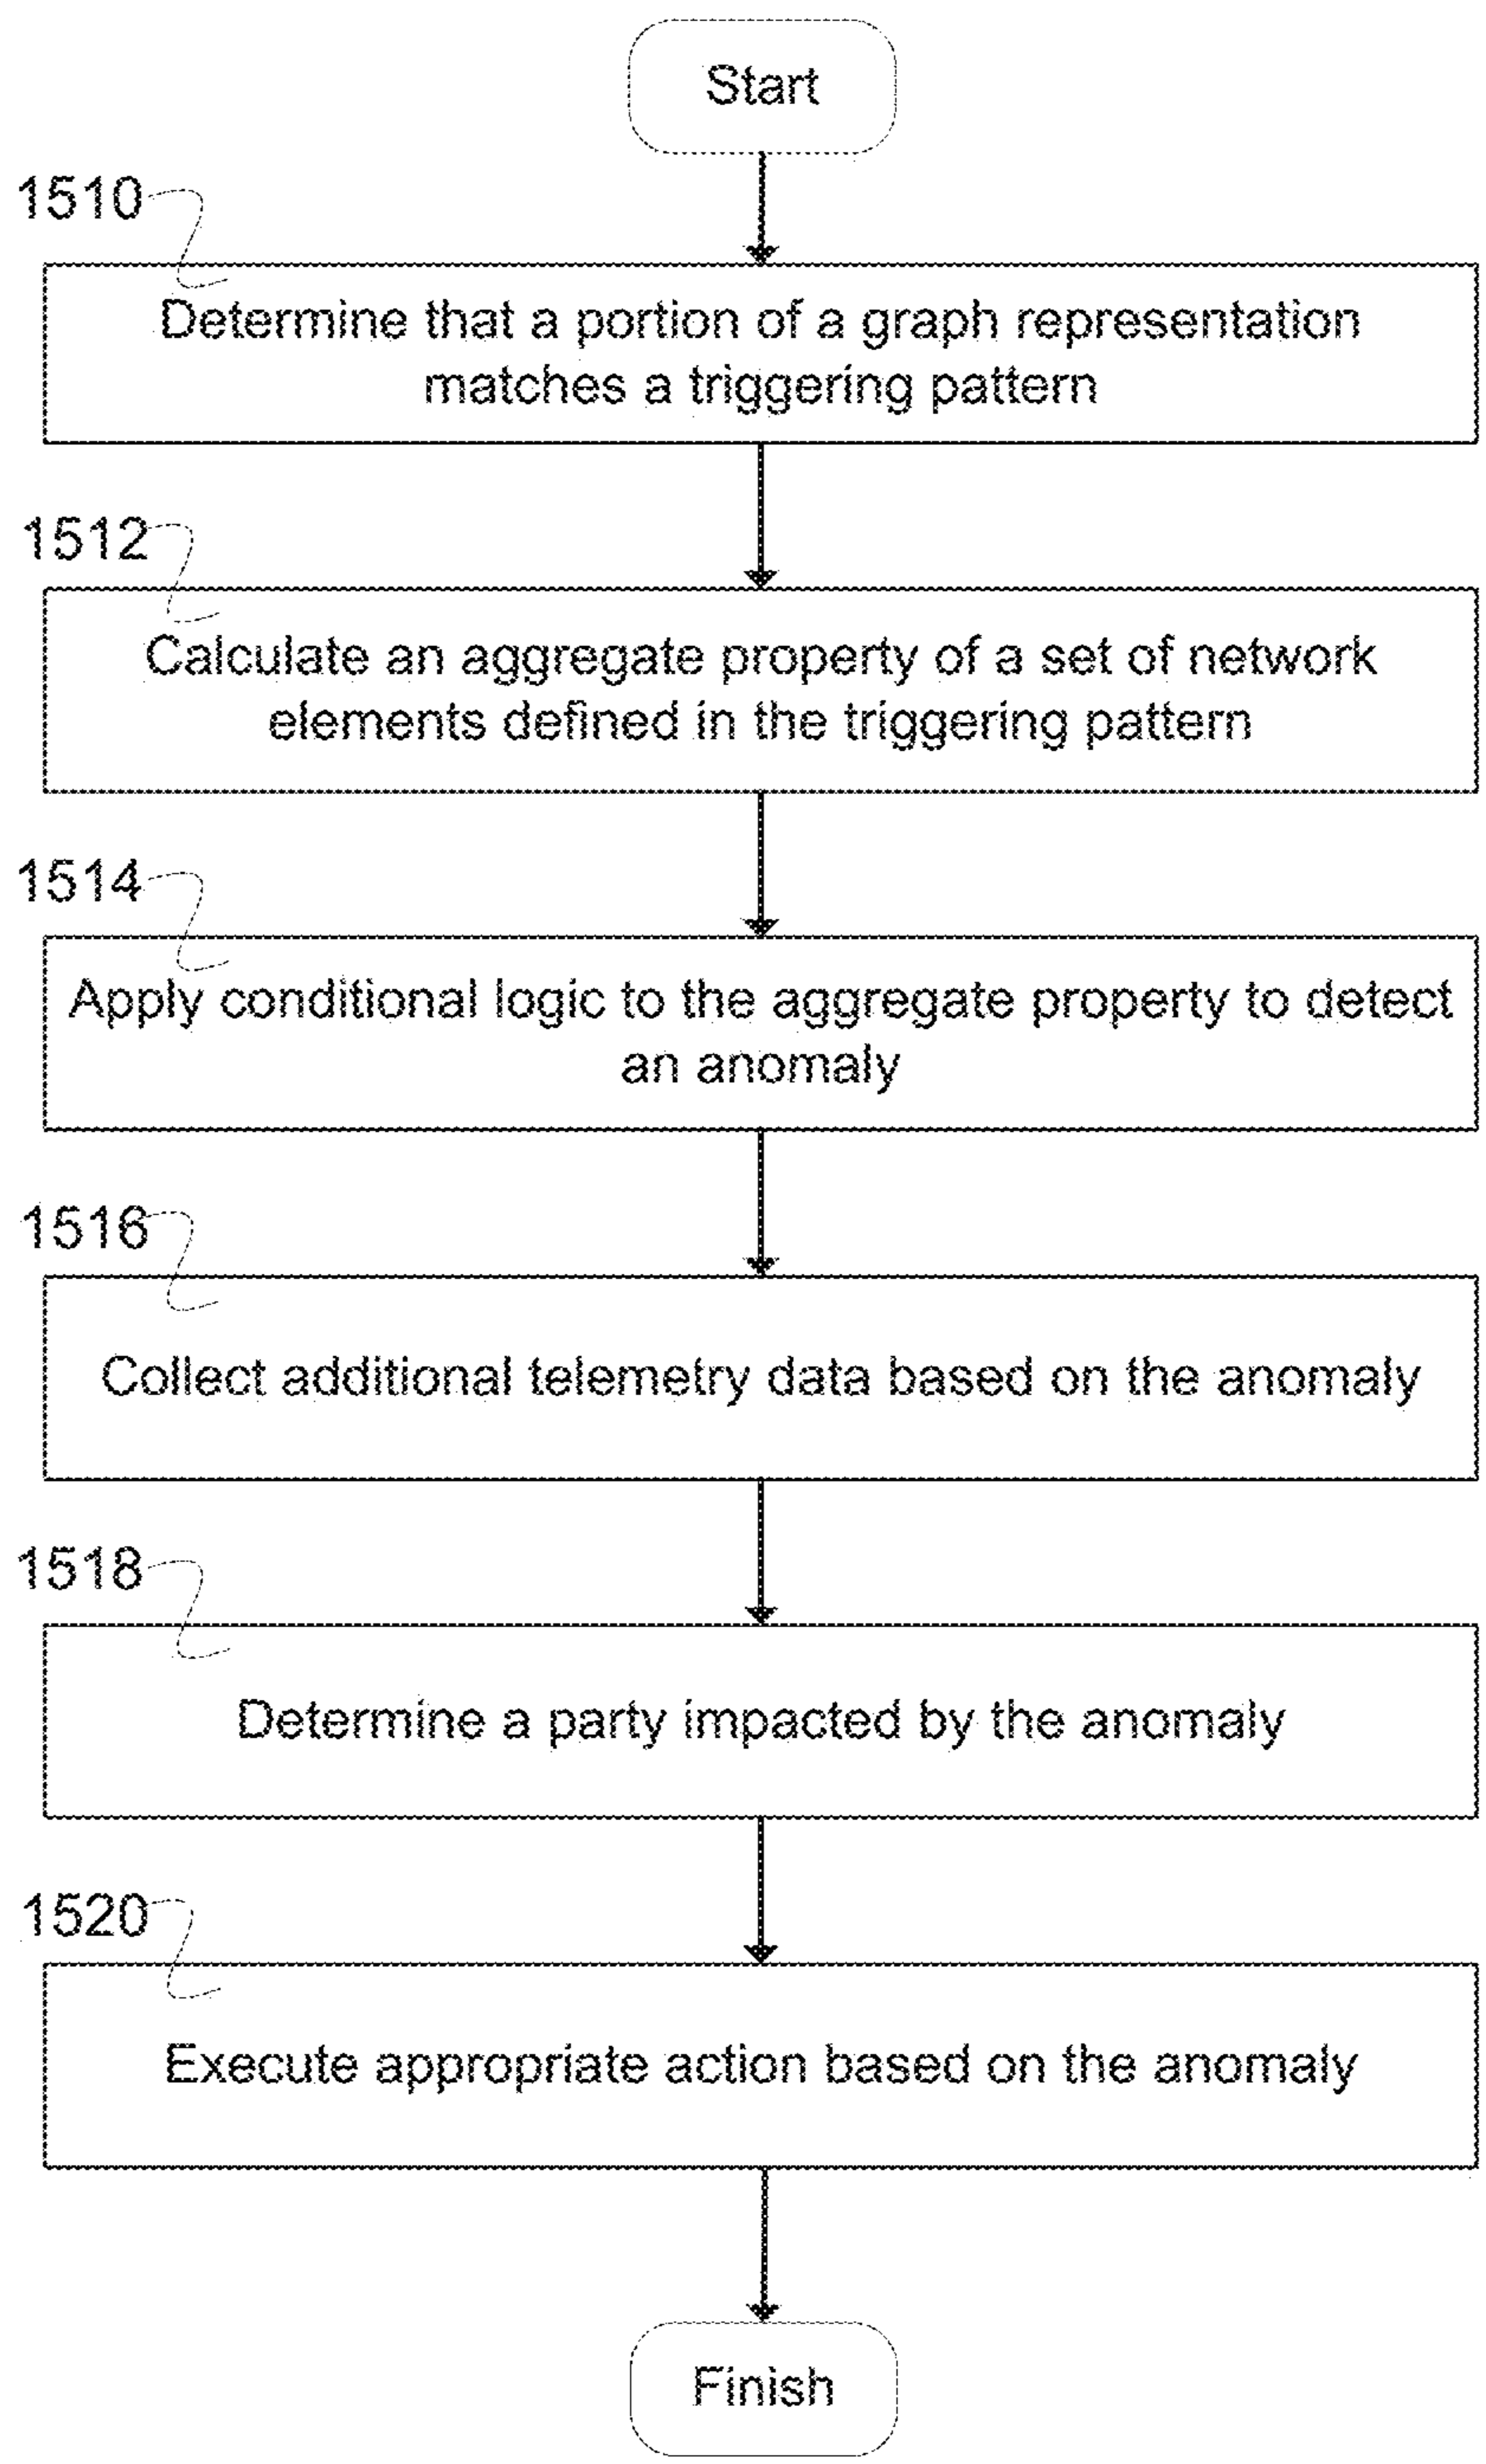 Start
1510
Determine that a portion of a graph representation
matches a triggering pattern
1512
Calculate an aggregate property of a set of network
elements defined in the triggering pattern
1514
Apply conditional logic to the aggregate property to detect
an anomaly
1516
Collect additional telemetry data based on the anomaly
1518
Determine a party impacted by the anomaly
1520
Execute appropriate action based on the anomaly
Finish